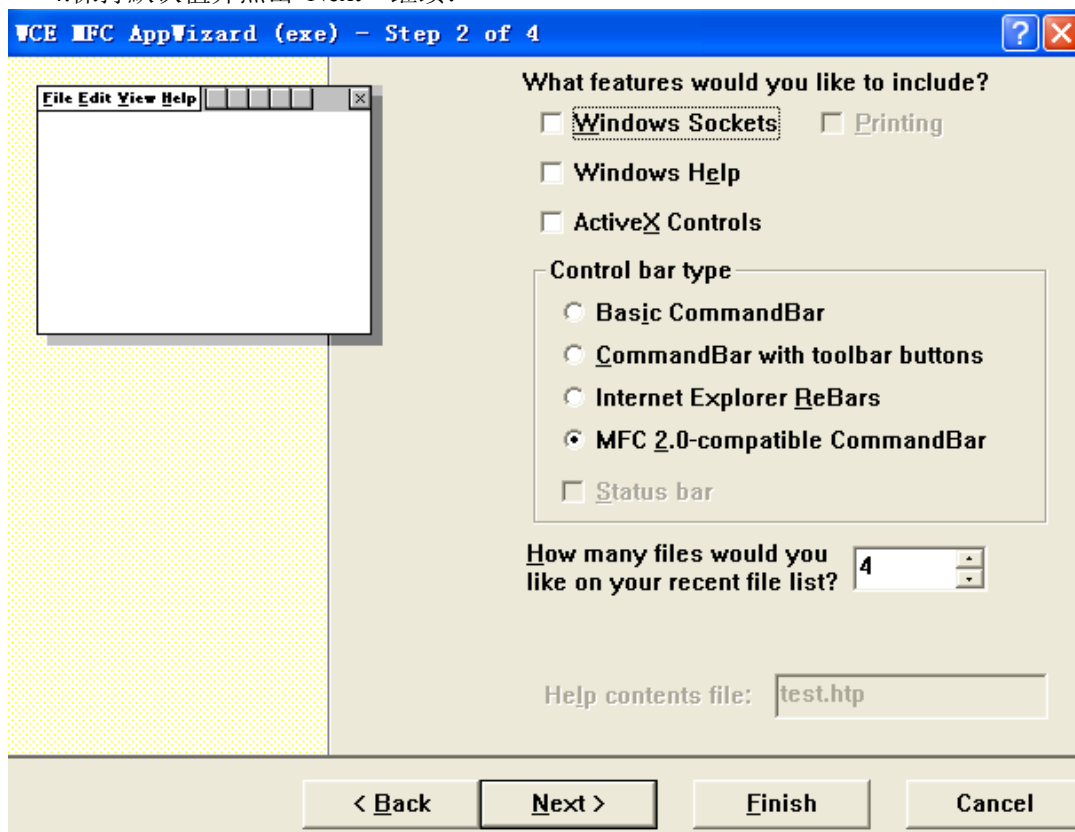 WCE MFC AppWizard (exe) - Step 2 of 4
File Edit View Help
What features would you like to include?
Windows Sockets Printing
Windows Help
ActiveX Controls
Control bar type
Basic CommandBar
CommandBar with toolbar buttons
Internet Explorer ReBars
MFC 2.0-compatible CommandBar
Status bar
How many files would you
like on your recent file list? 4
Help contents file: test.htp
< Back Next > Finish Cancel